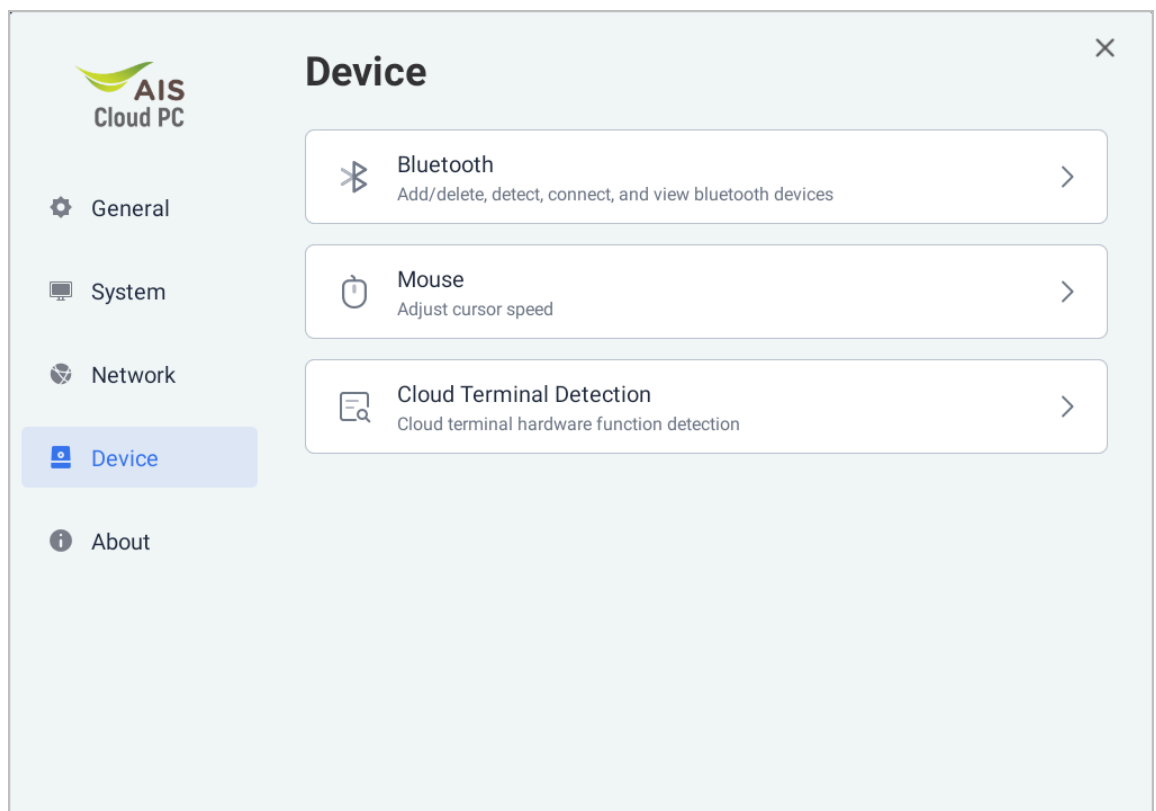 AIS
Cloud PC
General
System
Network
Device
About
Device
Bluetooth
Add/delete, detect, connect, and view bluetooth devices
Mouse
Adjust cursor speed
Cloud Terminal Detection
Cloud terminal hardware function detection